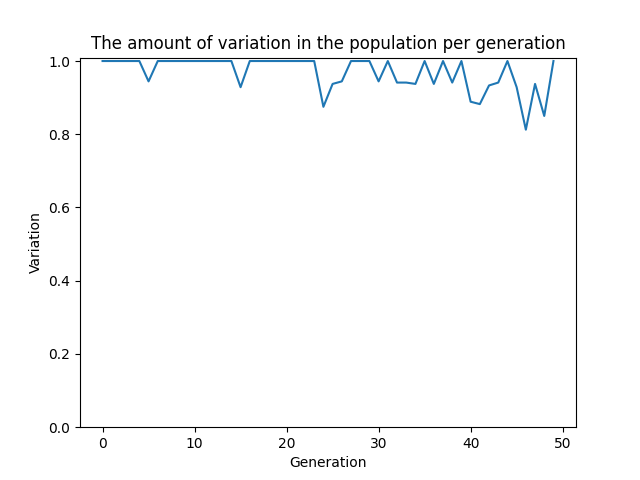 The amount of variation in the population per generation
1.0
0.8
0.6
0.4
0.2
0.0
Variation
0 10 20 30 40 50
Generation